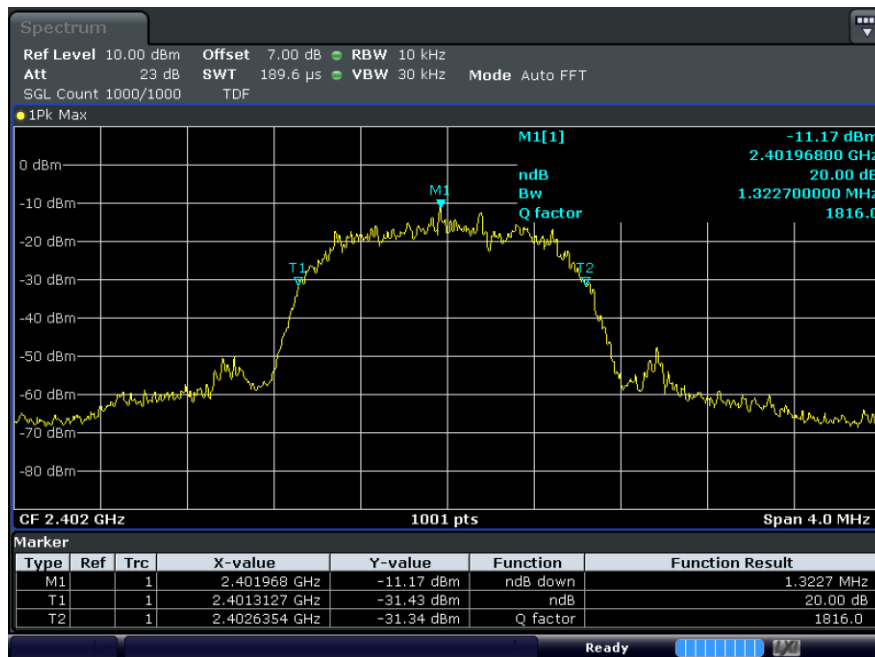 Spectrum
Ref Level 10.00 dBm Offset 7.00 dB RBW 10 kHz
Att 23 dB SWT 189.6 µs VBW 30 kHz Mode Auto FFT
SGL Count 1000/1000 TDF
1Pk Max
M1[1] -11.17 dBm
2.40196800 GHz
0 dBm
ndB 20.00 dB
M1
Bw 1.322700000 MHz
-10 dBm
Q factor 1816.0
-20 dBm
T1
T2
-30 dBm
-40 dBm
-50 dBm
-60 dBm
-70 dBm
-80 dBm
CF 2.402 GHz 1001 pts Span 4.0 MHz
Marker
Type Ref Trc X-value Y-value Function Function Result
M1 1 2.401968 GHz -11.17 dBm ndB down 1.3227 MHz
T1 1 2.4013127 GHz -31.43 dBm ndB 20.00 dB
T2 1 2.4026354 GHz -31.34 dBm Q factor 1816.0
Ready